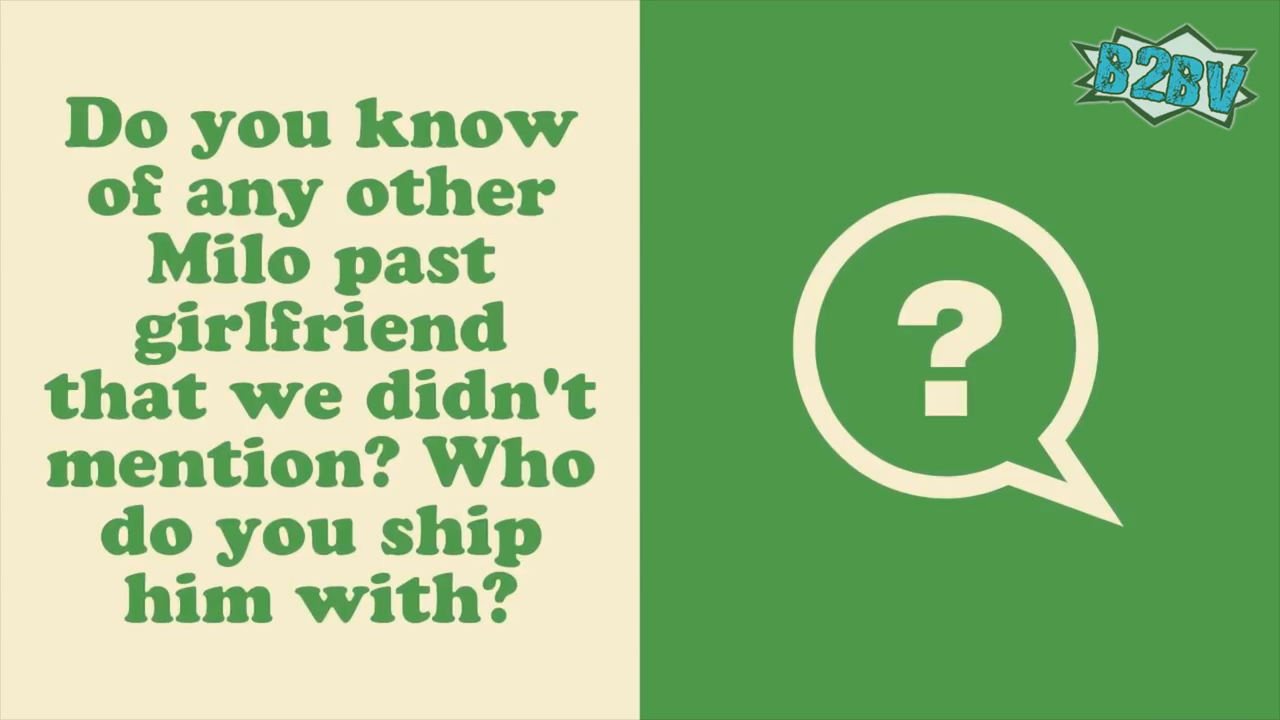 Do you know
of any other
Milo past
girlfriend
that we didn't
mention? Who
do you ship
him with?
?
B2BV